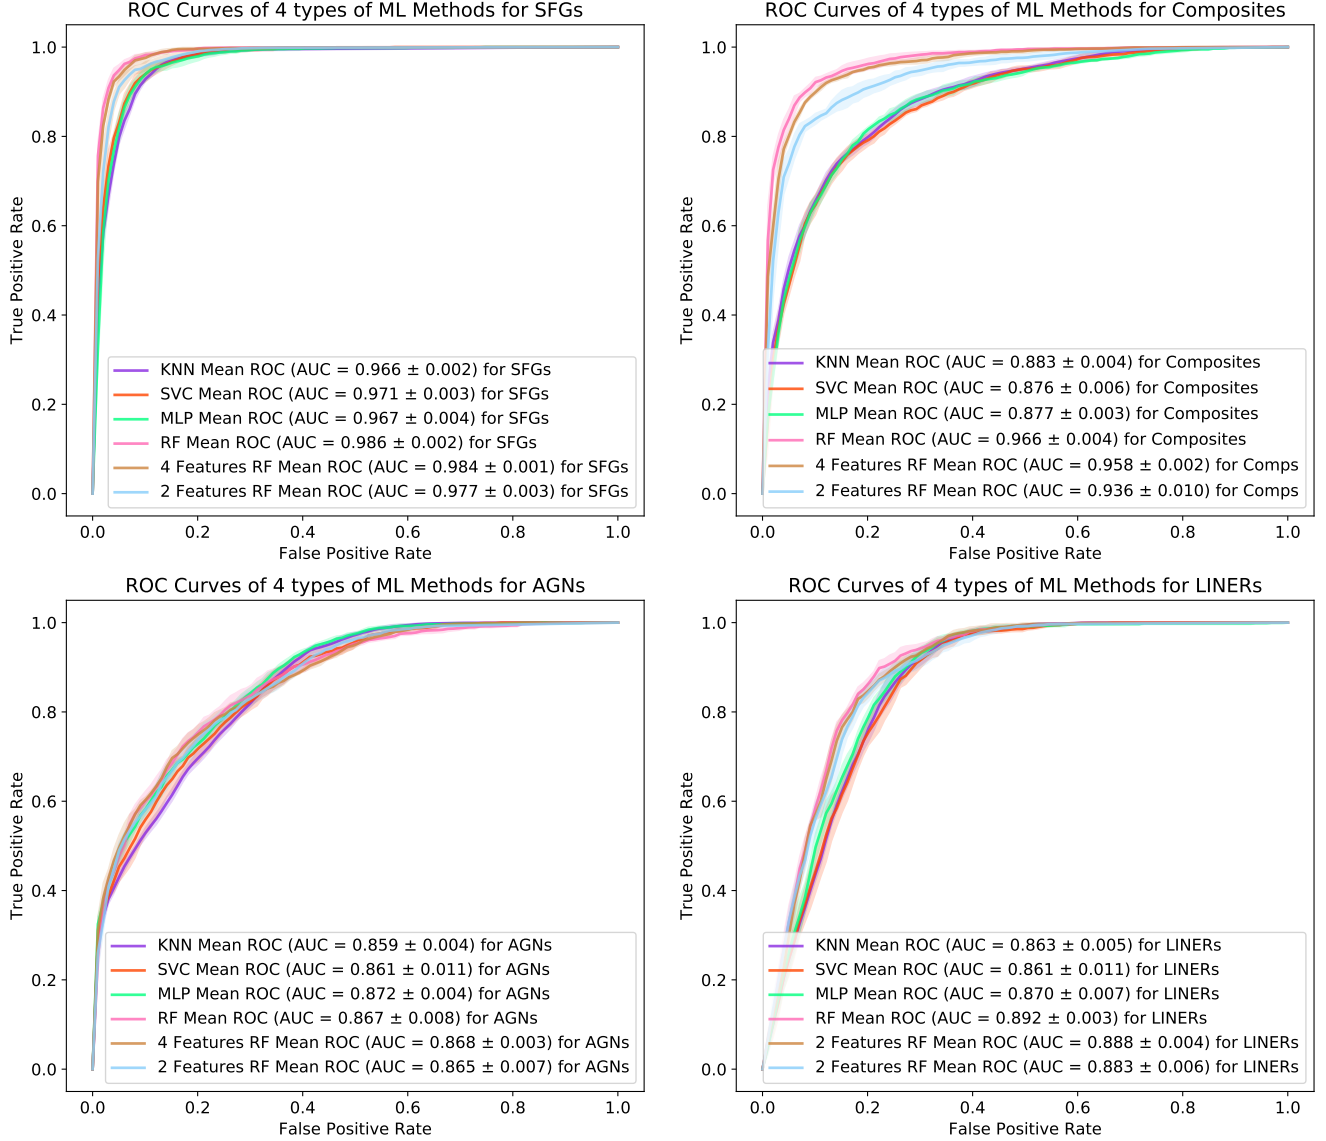 ROC Curves of 4 types of ML Methods for SFGs
1.0
0.8
0.6
0.4
0.2
0.0
True Positive Rate
KNN Mean ROC (AUC = 0.966 ± 0.002) for SFGs
SVC Mean ROC (AUC = 0.971 ± 0.003) for SFGs
MLP Mean ROC (AUC = 0.967 ± 0.004) for SFGs
RF Mean ROC (AUC = 0.986 ± 0.002) for SFGs
4 Features RF Mean ROC (AUC = 0.984 ± 0.001) for SFGs
2 Features RF Mean ROC (AUC = 0.977 ± 0.003) for SFGs
0.0 0.2 0.4 0.6 0.8 1.0
False Positive Rate
ROC Curves of 4 types of ML Methods for Composites
1.0
0.8
0.6
0.4
0.2
0.0
True Positive Rate
KNN Mean ROC (AUC = 0.883 ± 0.004) for Composites
SVC Mean ROC (AUC = 0.876 ± 0.006) for Composites
MLP Mean ROC (AUC = 0.877 ± 0.003) for Composites
RF Mean ROC (AUC = 0.966 ± 0.004) for Composites
4 Features RF Mean ROC (AUC = 0.958 ± 0.002) for Comps
2 Features RF Mean ROC (AUC = 0.936 ± 0.010) for Comps
0.0 0.2 0.4 0.6 0.8 1.0
False Positive Rate
ROC Curves of 4 types of ML Methods for AGNs
1.0
0.8
0.6
0.4
0.2
0.0
True Positive Rate
KNN Mean ROC (AUC = 0.859 ± 0.004) for AGNs
SVC Mean ROC (AUC = 0.861 ± 0.011) for AGNs
MLP Mean ROC (AUC = 0.872 ± 0.004) for AGNs
RF Mean ROC (AUC = 0.867 ± 0.008) for AGNs
4 Features RF Mean ROC (AUC = 0.868 ± 0.003) for AGNs
2 Features RF Mean ROC (AUC = 0.865 ± 0.007) for AGNs
0.0 0.2 0.4 0.6 0.8 1.0
False Positive Rate
ROC Curves of 4 types of ML Methods for LINERs
1.0
0.8
0.6
0.4
0.2
0.0
True Positive Rate
KNN Mean ROC (AUC = 0.863 ± 0.005) for LINERs
SVC Mean ROC (AUC = 0.861 ± 0.011) for LINERs
MLP Mean ROC (AUC = 0.870 ± 0.007) for LINERs
RF Mean ROC (AUC = 0.892 ± 0.003) for LINERs
2 Features RF Mean ROC (AUC = 0.888 ± 0.004) for LINERs
2 Features RF Mean ROC (AUC = 0.883 ± 0.006) for LINERs
0.0 0.2 0.4 0.6 0.8 1.0
False Positive Rate